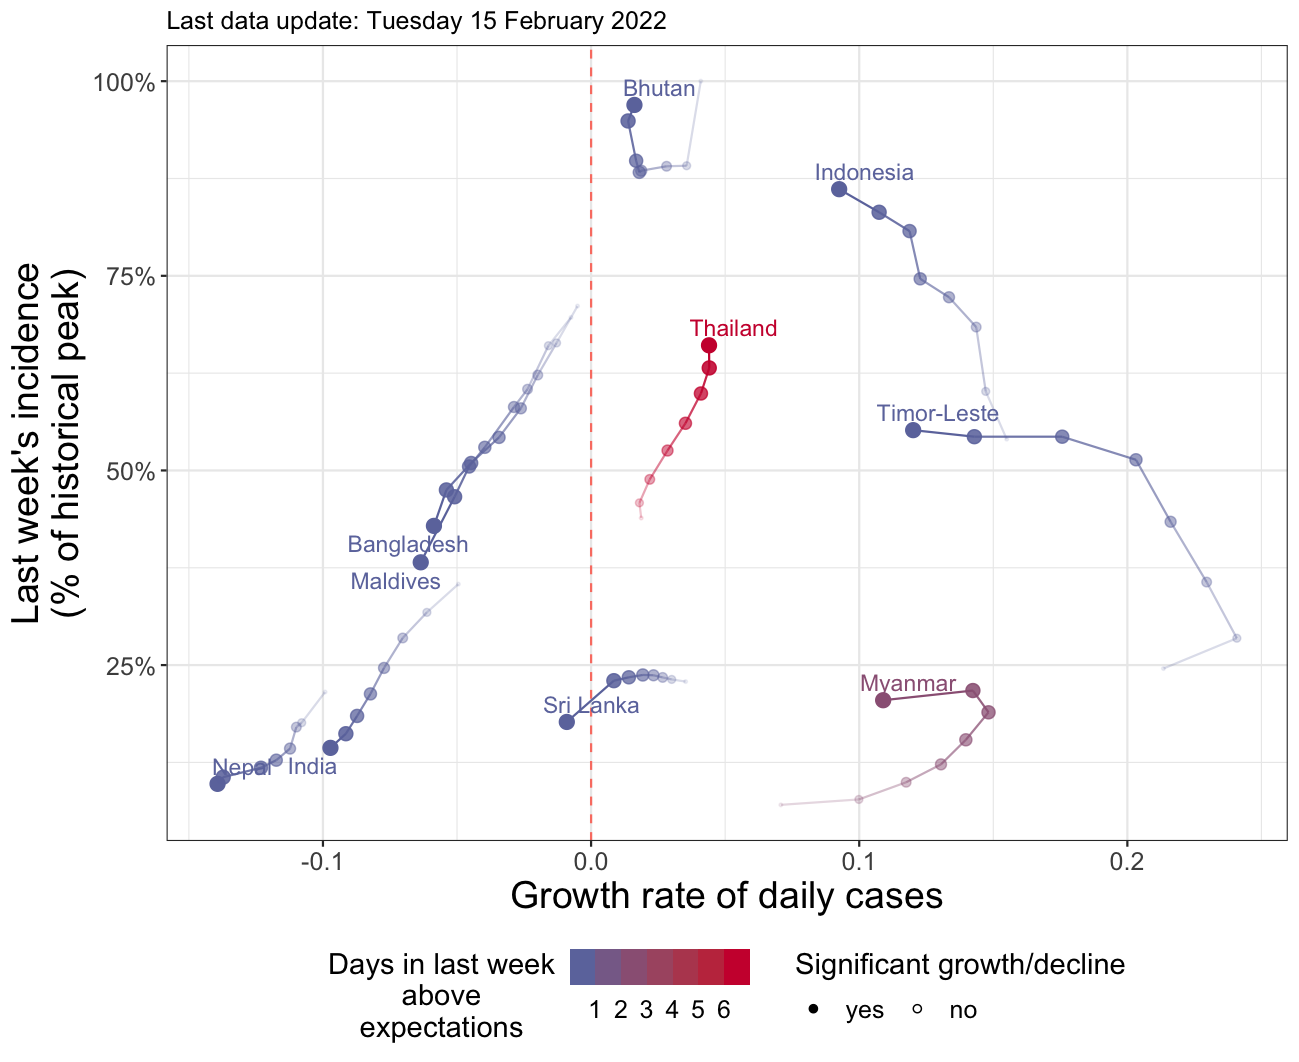 Last data update: Tuesday 15 February 2022
Last week's incidence
(% of historical peak)
100%
75%
50%
25%
Bhutan
Indonesia
Thailand
Timor-Leste
Bangladesh
Maldives
Myanmar
Sri Lanka
Nepal
India
-0.1
0.0
0.1
0.2
Growth rate of daily cases
Days in last week
above
expectations
1 2 3 4 5 6
Significant growth/decline
yes
no